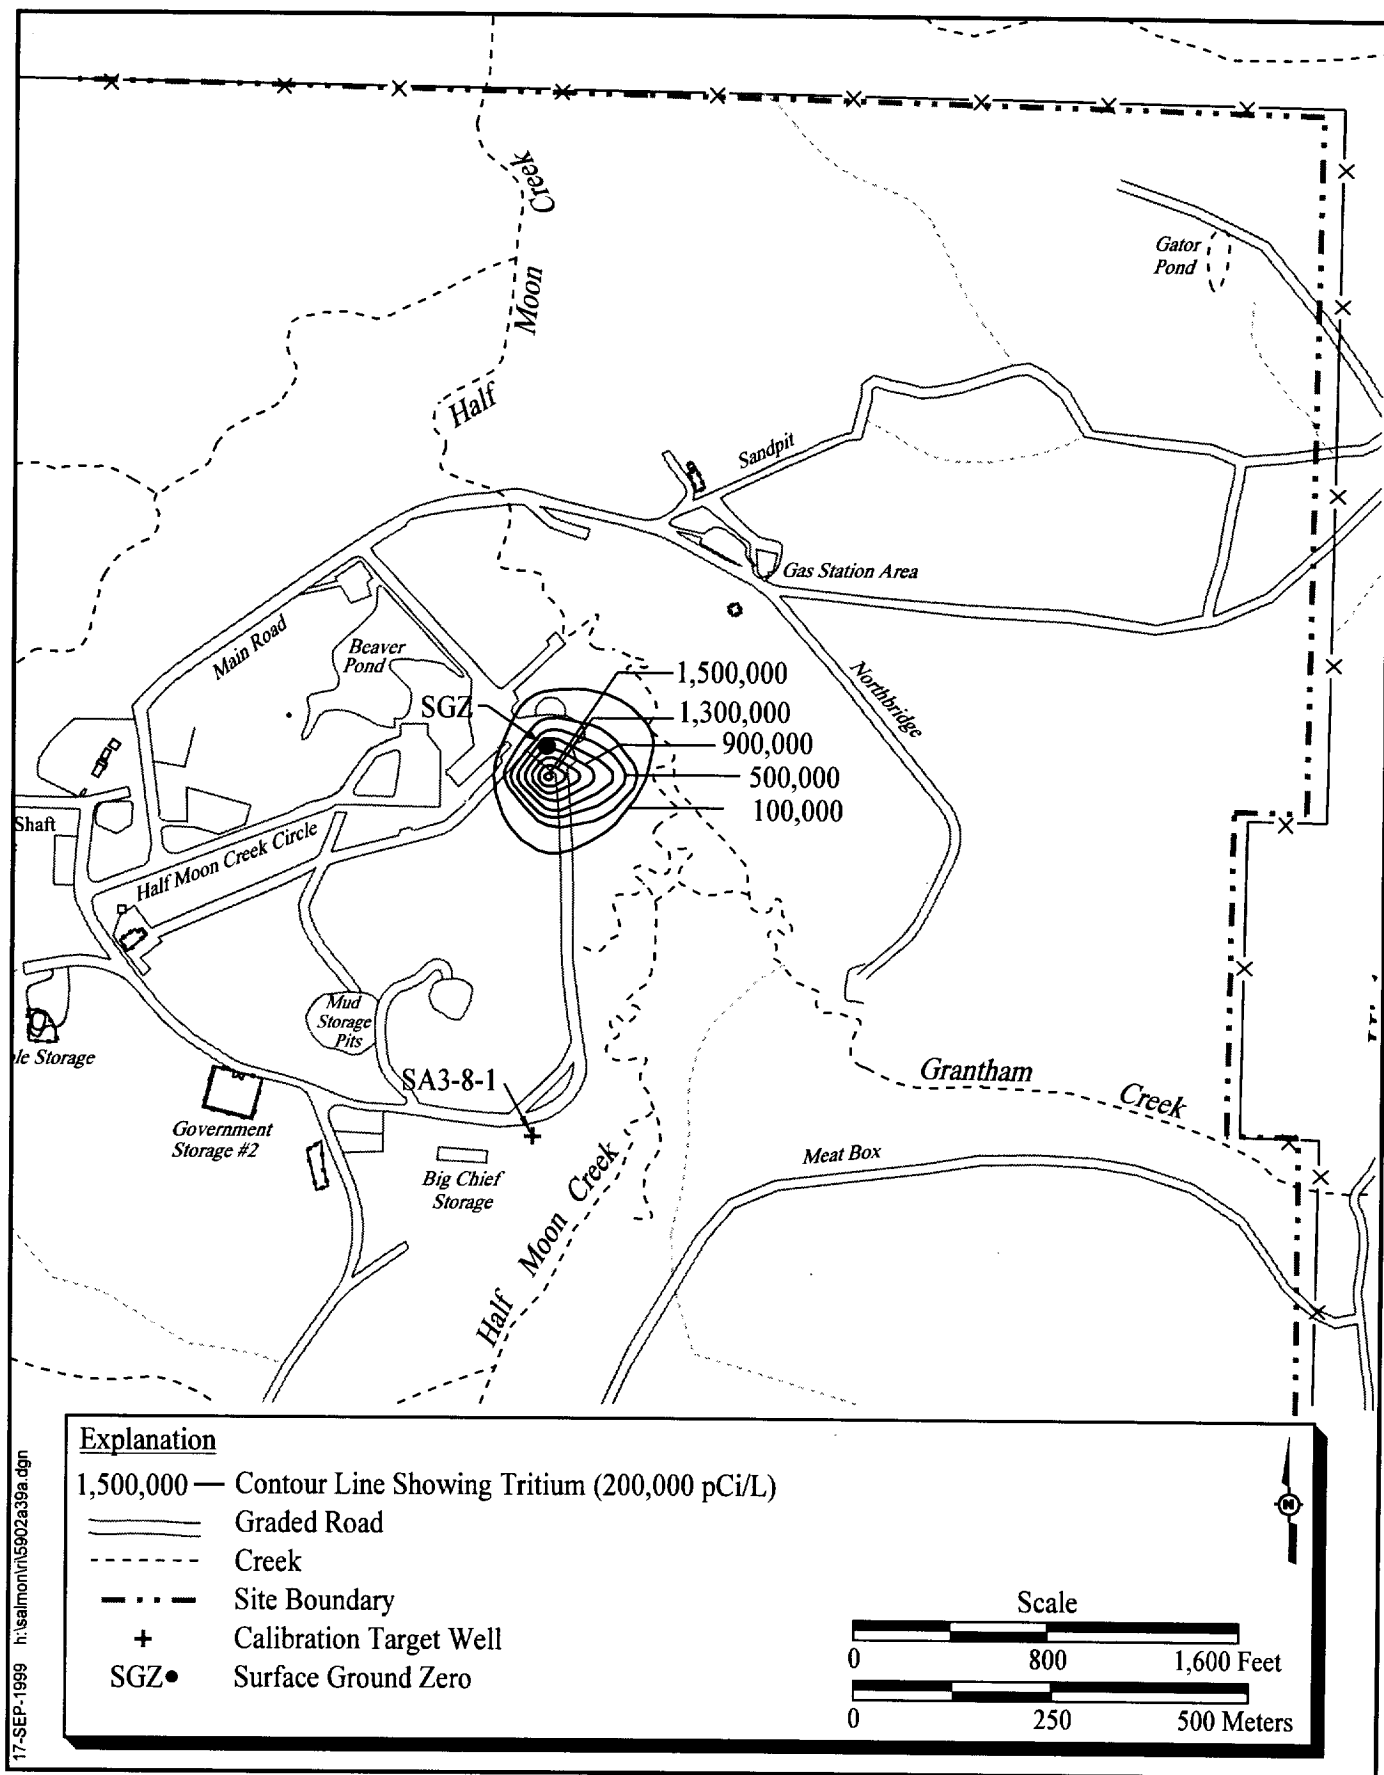 Creek
Moon
Half
Gator
Pond
Sandpit
Gas Station Area
Main Road
Beaver
Pond
Northbridge
SGZ
1,500,000
1,300,000
900,000
500,000
100,000
Shaft
Half Moon Creek Circle
Mud
Storage
Pits
le Storage
SA3-8-1
Government
Storage #2
Big Chief
Storage
Grantham
Creek
Meat Box
Half Moon Creek
Explanation
1,500,000 — Contour Line Showing Tritium (200,000 pCi/L)
Graded Road
Creek
Site Boundary
+ Calibration Target Well
SGZ● Surface Ground Zero
N
Scale
0 800 1,600 Feet
0 250 500 Meters
17-SEP-1999 h:\salmon\ri\5902a39a.dgn